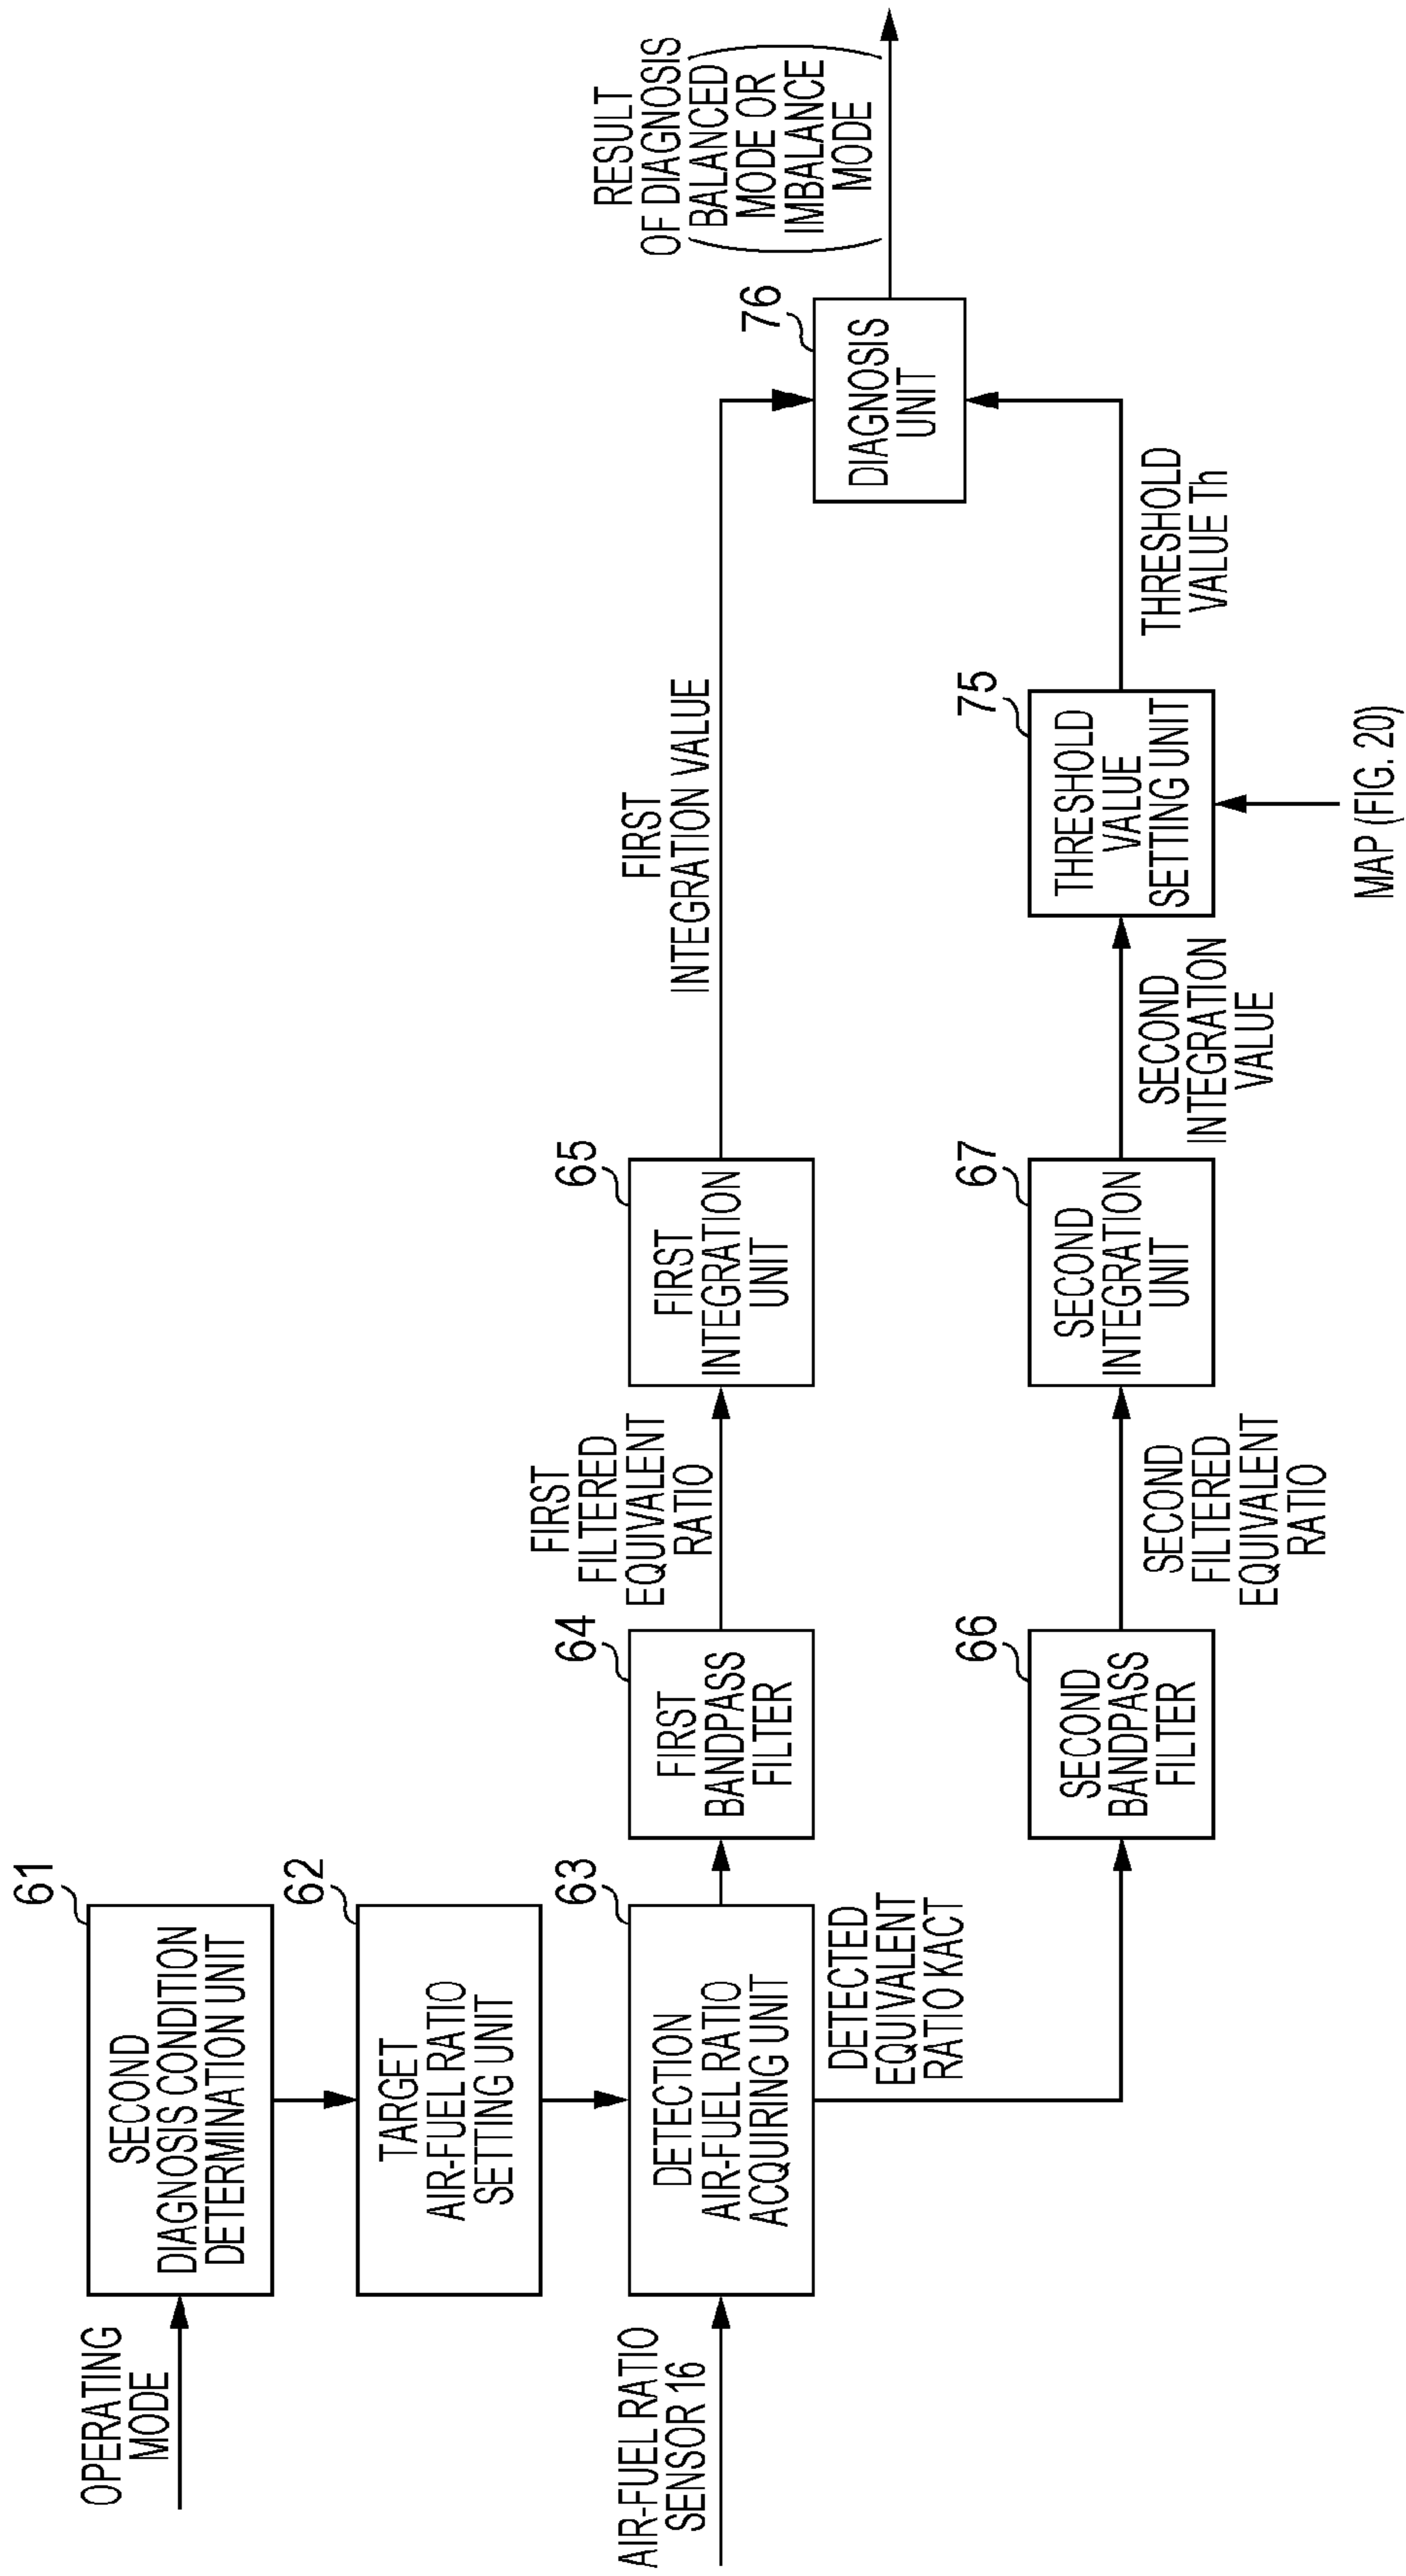 OPERATING
MODE
61
SECOND
DIAGNOSIS CONDITION
DETERMINATION UNIT
62
TARGET
AIR-FUEL RATIO
SETTING UNIT
AIR-FUEL RATIO
SENSOR 16
63
DETECTION
AIR-FUEL RATIO
ACQUIRING UNIT
DETECTED
EQUIVALENT
RATIO KACT
64
FIRST
BANDPASS
FILTER
FIRST
FILTERED
EQUIVALENT
RATIO
65
FIRST
INTEGRATION
UNIT
FIRST
INTEGRATION VALUE
66
SECOND
BANDPASS
FILTER
SECOND
FILTERED
EQUIVALENT
RATIO
67
SECOND
INTEGRATION
UNIT
SECOND
INTEGRATION
VALUE
75
THRESHOLD
VALUE
SETTING UNIT
MAP (FIG. 20)
THRESHOLD
VALUE Th
76
DIAGNOSIS
UNIT
RESULT
OF DIAGNOSIS
(BALANCED
MODE OR
IMBALANCE
MODE)